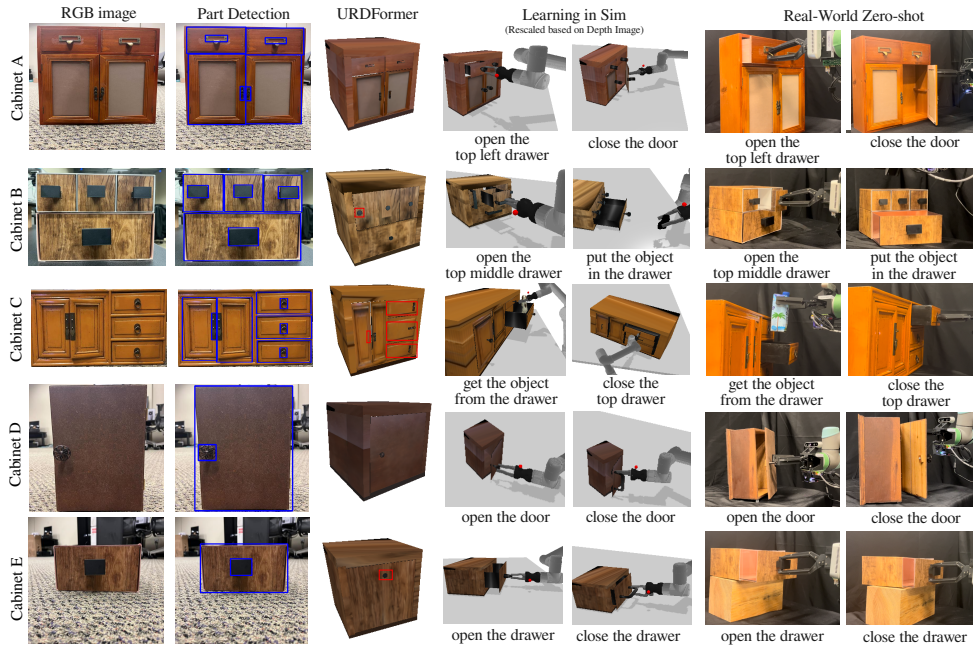 RGB image
Part Detection
URDFormer
Learning in Sim
(Rescaled based on Depth Image)
Real-World Zero-shot
Cabinet A
open the
top left drawer
close the door
open the
top left drawer
close the door
Cabinet B
open the
top middle drawer
put the object
in the drawer
open the
top middle drawer
put the object
in the drawer
Cabinet C
get the object
from the drawer
close the
top drawer
get the object
from the drawer
close the
top drawer
Cabinet D
open the door
close the door
open the door
close the door
Cabinet E
open the drawer
close the drawer
open the drawer
close the drawer